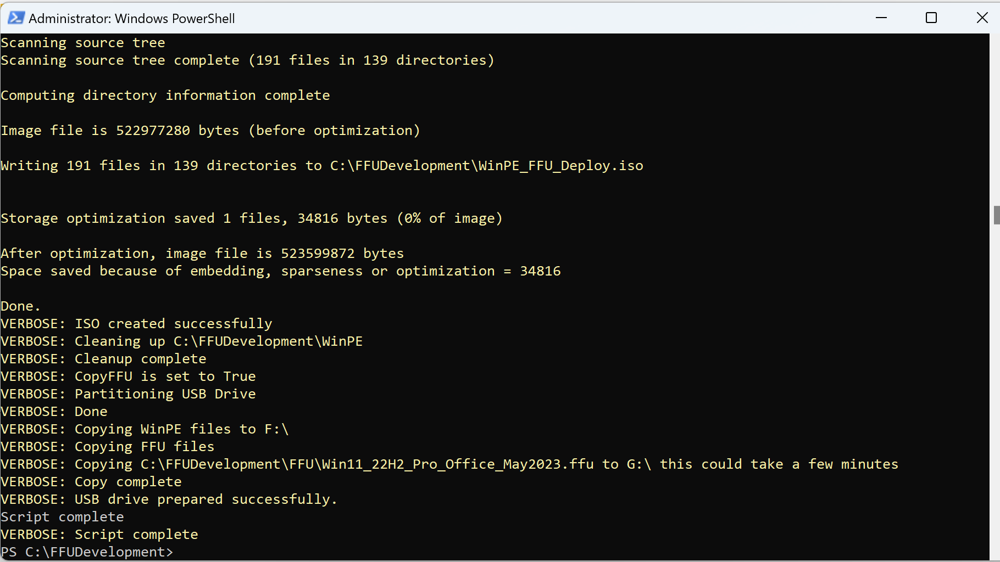 Administrator: Windows PowerShell
Scanning source tree
Scanning source tree complete (191 files in 139 directories)
Computing directory information complete
Image file is 522977280 bytes (before optimization)
Writing 191 files in 139 directories to C:\FFUDevelopment\WinPE_FFU_Deploy.iso
Storage optimization saved 1 files, 34816 bytes (0% of image)
After optimization, image file is 523599872 bytes
Space saved because of embedding, sparseness or optimization = 34816
Done.
VERBOSE: ISO created successfully
VERBOSE: Cleaning up C:\FFUDevelopment\WinPE
VERBOSE: Cleanup complete
VERBOSE: CopyFFU is set to True
VERBOSE: Partitioning USB Drive
VERBOSE: Done
VERBOSE: Copying WinPE files to F:\
VERBOSE: Copying FFU files
VERBOSE: Copying C:\FFUDevelopment\FFU\Win11_22H2_Pro_Office_May2023.ffu to G:\ this could take a few minutes
VERBOSE: Copy complete
VERBOSE: USB drive prepared successfully.
Script complete
VERBOSE: Script complete
PS C:\FFUDevelopment>